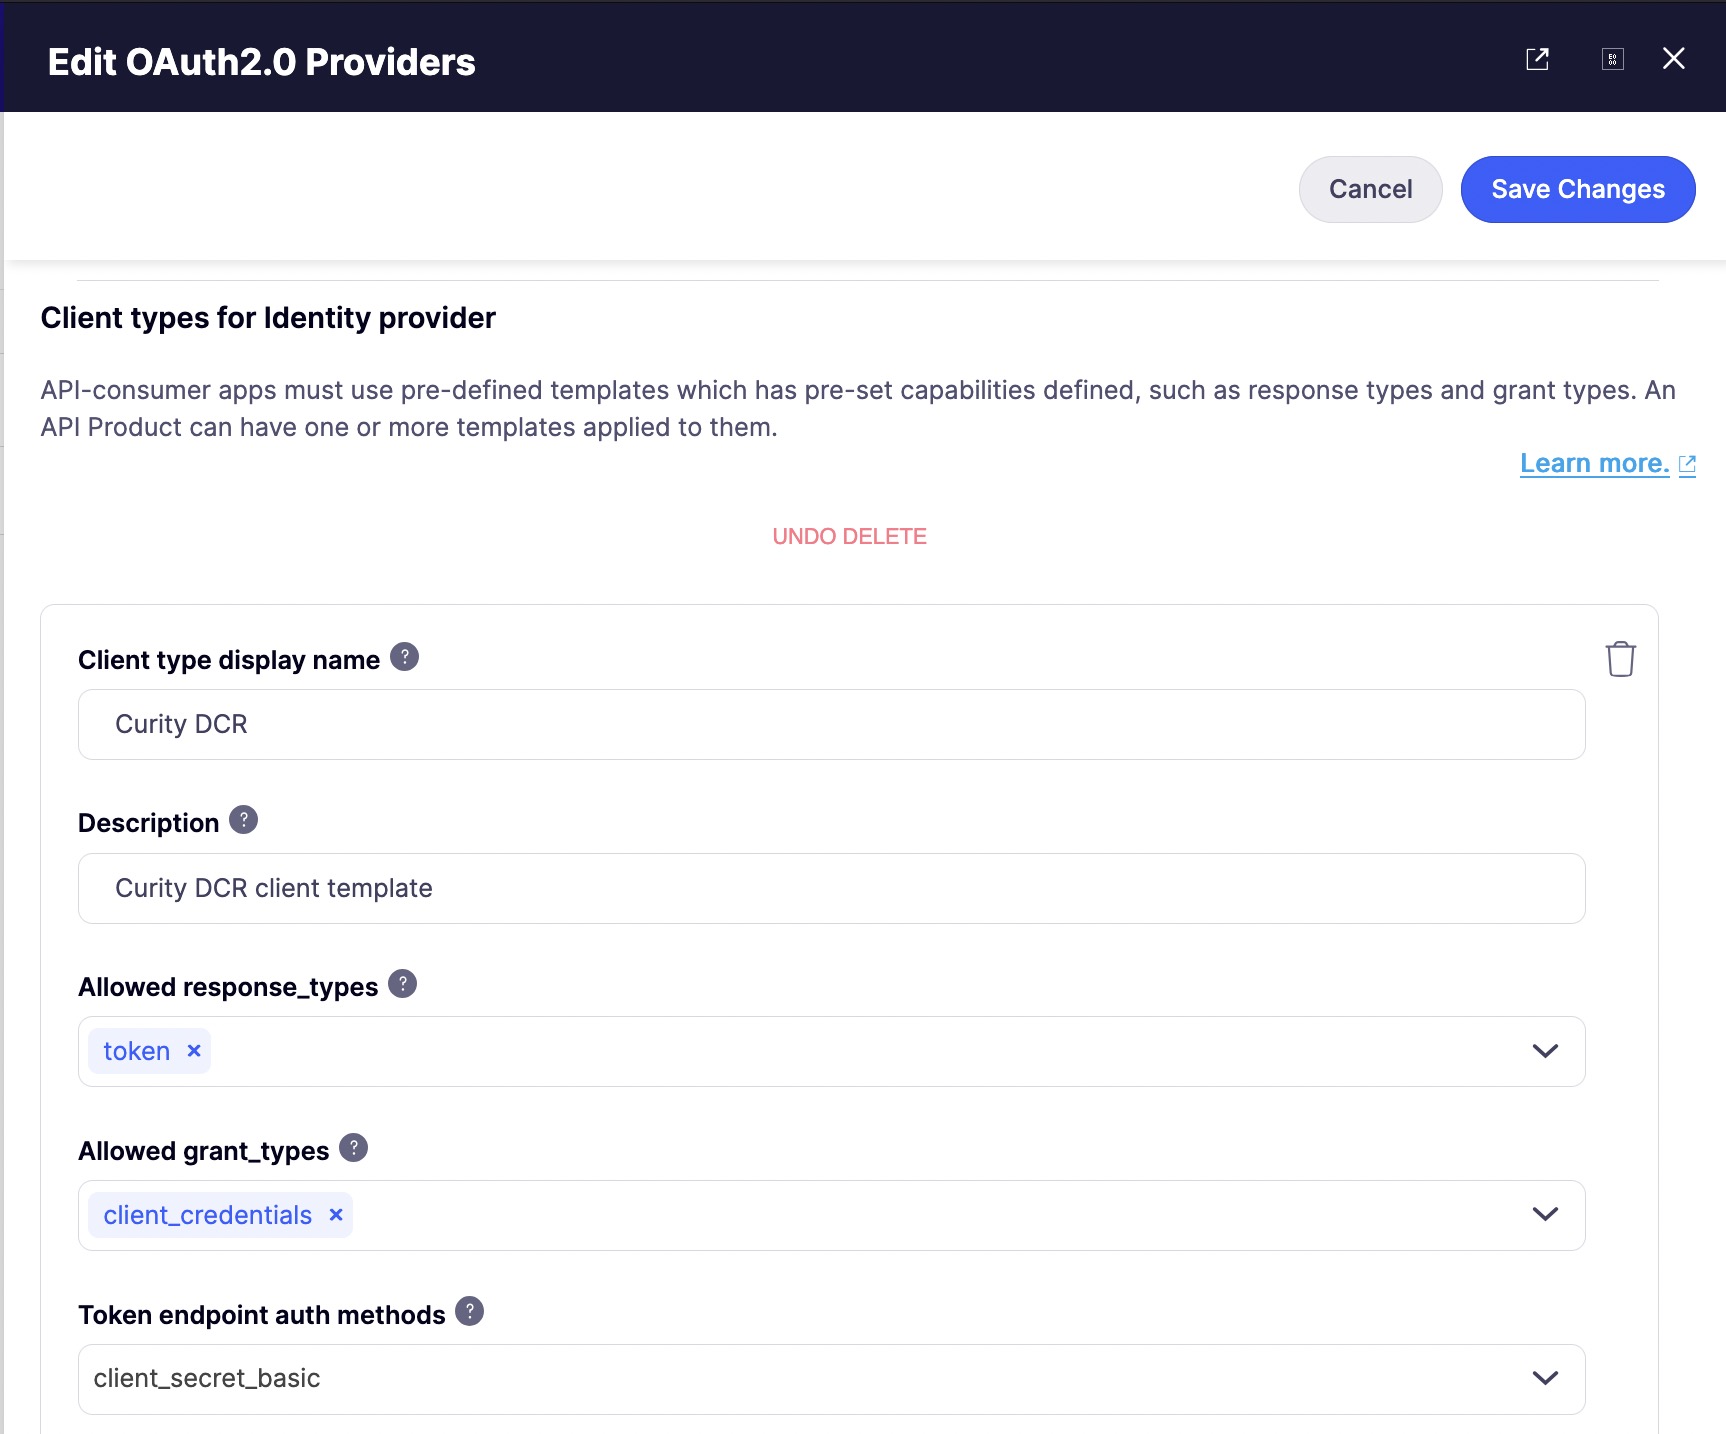 Edit OAuth2.0 Providers
Cancel
Save Changes
Client types for Identity provider
API-consumer apps must use pre-defined templates which has pre-set capabilities defined, such as response types and grant types. An
API Product can have one or more templates applied to them.
Learn more.
UNDO DELETE
Client type display name ?
Curity DCR
Description ?
Curity DCR client template
Allowed response_types ?
token ×
Allowed grant_types ?
client_credentials ×
Token endpoint auth methods ?
client_secret_basic